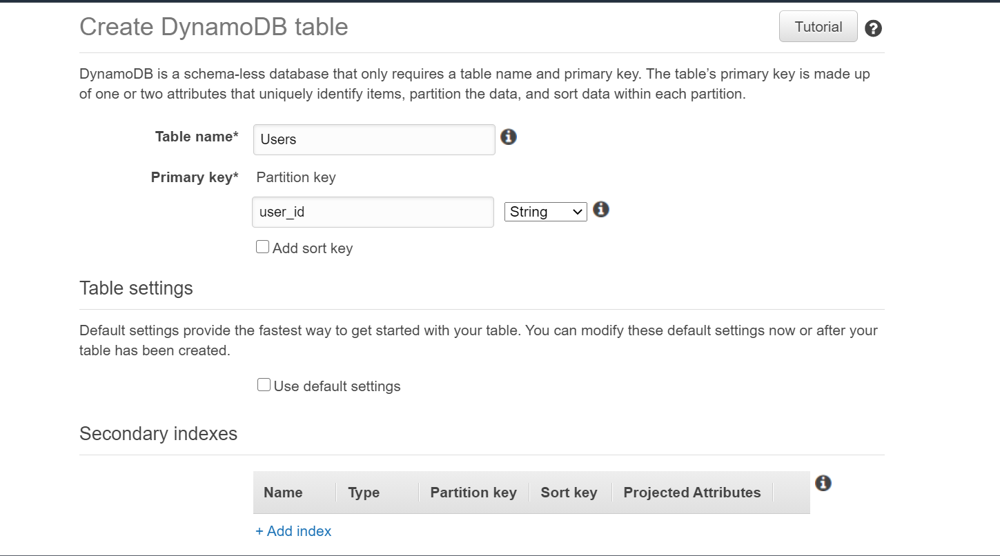 Create DynamoDB table
Tutorial
DynamoDB is a schema-less database that only requires a table name and primary key. The table’s primary key is made up
of one or two attributes that uniquely identify items, partition the data, and sort data within each partition.
Table name* Users
Primary key* Partition key
user_id String
Add sort key
Table settings
Default settings provide the fastest way to get started with your table. You can modify these default settings now or after your
table has been created.
Use default settings
Secondary indexes
Name Type Partition key Sort key Projected Attributes
+ Add index